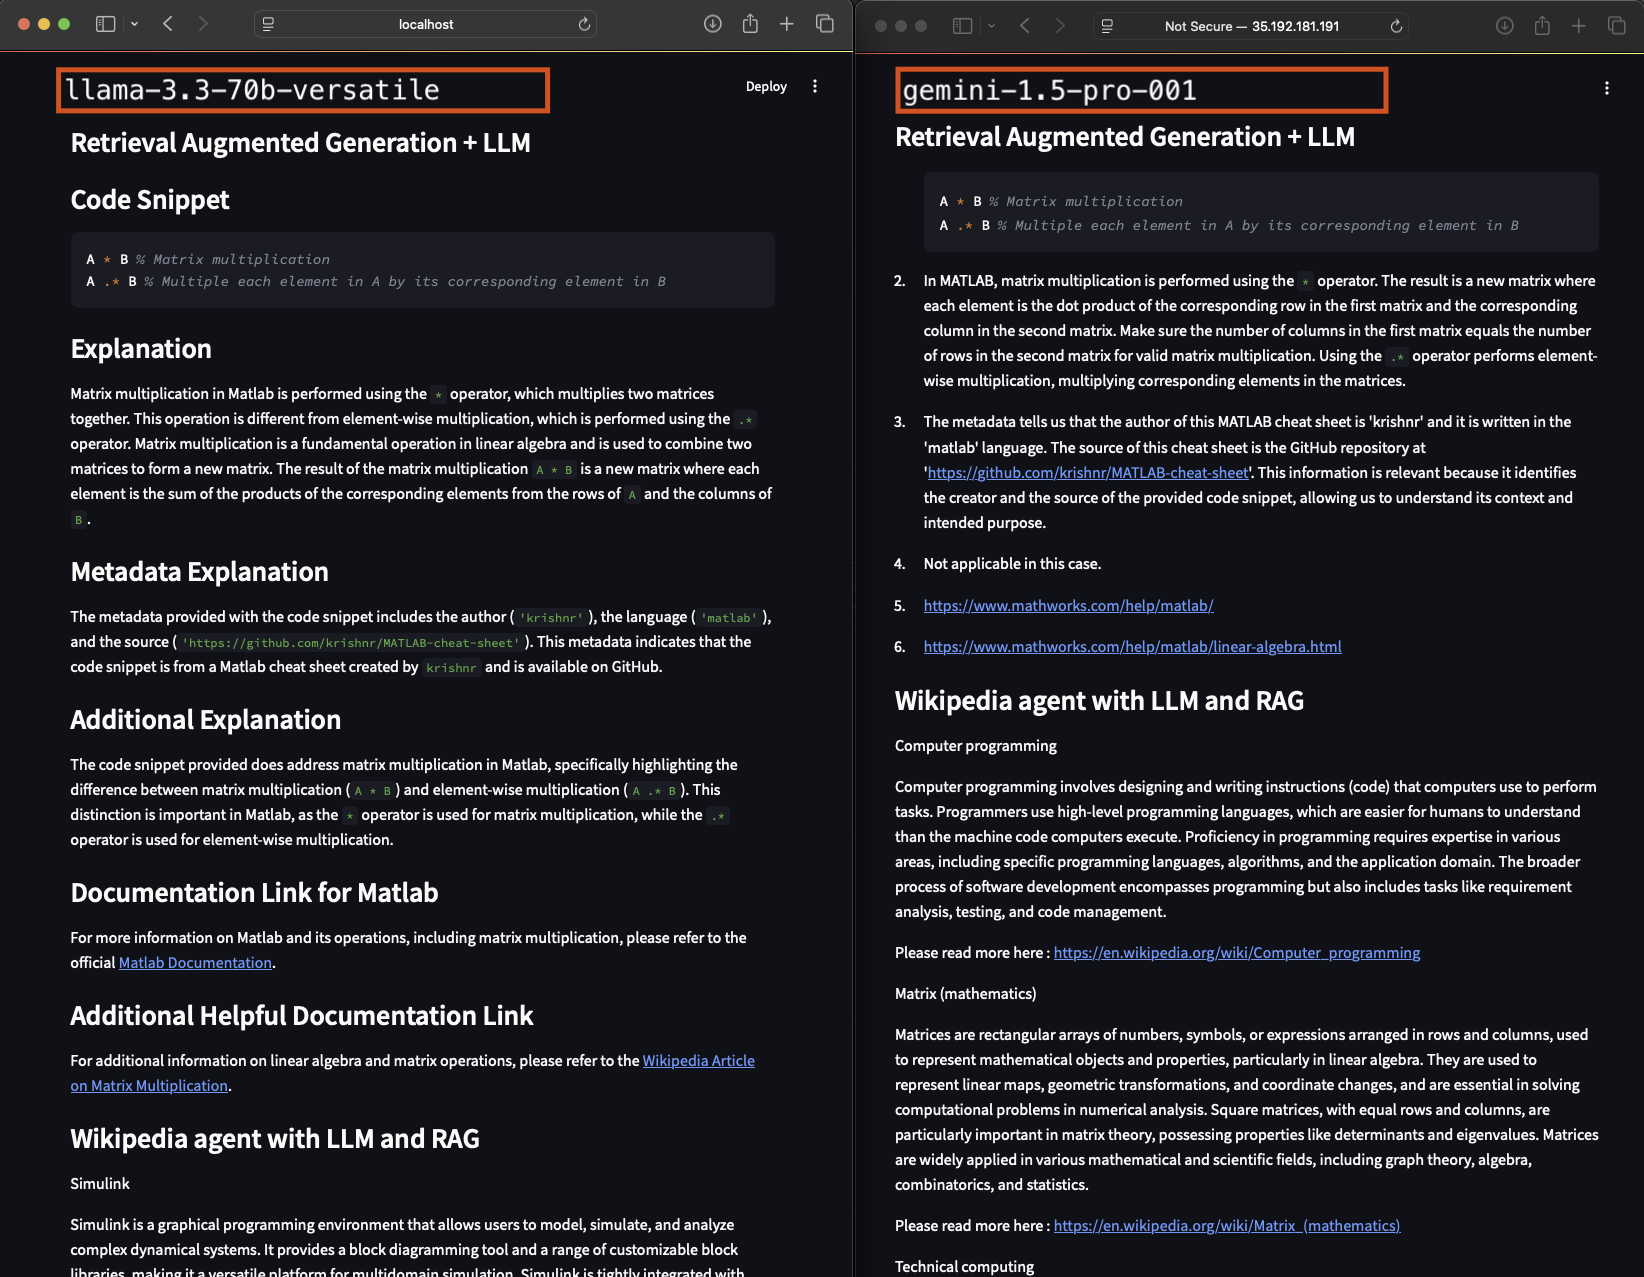 localhost
llama-3.3-70b-versatile
Deploy
Retrieval Augmented Generation + LLM
Code Snippet
A * B % Matrix multiplication
A .* B % Multiple each element in A by its corresponding element in B
Explanation
Matrix multiplication in Matlab is performed using the * operator, which multiplies two matrices
together. This operation is different from element-wise multiplication, which is performed using the .*
operator. Matrix multiplication is a fundamental operation in linear algebra and is used to combine two
matrices to form a new matrix. The result of the matrix multiplication A * B is a new matrix where each
element is the sum of the products of the corresponding elements from the rows of A and the columns of
B.
Metadata Explanation
The metadata provided with the code snippet includes the author ( 'krishnr' ), the language ( 'matlab' ),
and the source ( 'https://github.com/krishnr/MATLAB-cheat-sheet' ). This metadata indicates that the
code snippet is from a Matlab cheat sheet created by krishnr and is available on GitHub.
Additional Explanation
The code snippet provided does address matrix multiplication in Matlab, specifically highlighting the
difference between matrix multiplication ( A * B ) and element-wise multiplication ( A .* B ). This
distinction is important in Matlab, as the * operator is used for matrix multiplication, while the .*
operator is used for element-wise multiplication.
Documentation Link for Matlab
For more information on Matlab and its operations, including matrix multiplication, please refer to the
official Matlab Documentation.
Additional Helpful Documentation Link
For additional information on linear algebra and matrix operations, please refer to the Wikipedia Article
on Matrix Multiplication.
Wikipedia agent with LLM and RAG
Simulink
Simulink is a graphical programming environment that allows users to model, simulate, and analyze
complex dynamical systems. It provides a block diagramming tool and a range of customizable block
libraries, making it a versatile platform for multidomain simulation. Simulink is tightly integrated with
Not Secure — 35.192.181.191
gemini-1.5-pro-001
Retrieval Augmented Generation + LLM
A * B % Matrix multiplication
A .* B % Multiple each element in A by its corresponding element in B
2. In MATLAB, matrix multiplication is performed using the * operator. The result is a new matrix where
each element is the dot product of the corresponding row in the first matrix and the corresponding
column in the second matrix. Make sure the number of columns in the first matrix equals the number
of rows in the second matrix for valid matrix multiplication. Using the .* operator performs element-
wise multiplication, multiplying corresponding elements in the matrices.
3. The metadata tells us that the author of this MATLAB cheat sheet is 'krishnr' and it is written in the
'matlab' language. The source of this cheat sheet is the GitHub repository at
'https://github.com/krishnr/MATLAB-cheat-sheet'. This information is relevant because it identifies
the creator and the source of the provided code snippet, allowing us to understand its context and
intended purpose.
4. Not applicable in this case.
5. https://www.mathworks.com/help/matlab/
6. https://www.mathworks.com/help/matlab/linear-algebra.html
Wikipedia agent with LLM and RAG
Computer programming
Computer programming involves designing and writing instructions (code) that computers use to perform
tasks. Programmers use high-level programming languages, which are easier for humans to understand
than the machine code computers execute. Proficiency in programming requires expertise in various
areas, including specific programming languages, algorithms, and the application domain. The broader
process of software development encompasses programming but also includes tasks like requirement
analysis, testing, and code management.
Please read more here : https://en.wikipedia.org/wiki/Computer_programming
Matrix (mathematics)
Matrices are rectangular arrays of numbers, symbols, or expressions arranged in rows and columns, used
to represent mathematical objects and properties, particularly in linear algebra. They are used to
represent linear maps, geometric transformations, and coordinate changes, and are essential in solving
computational problems in numerical analysis. Square matrices, with equal rows and columns, are
particularly important in matrix theory, possessing properties like determinants and eigenvalues. Matrices
are widely applied in various mathematical and scientific fields, including graph theory, algebra,
combinatorics, and statistics.
Please read more here : https://en.wikipedia.org/wiki/Matrix_(mathematics)
Technical computing